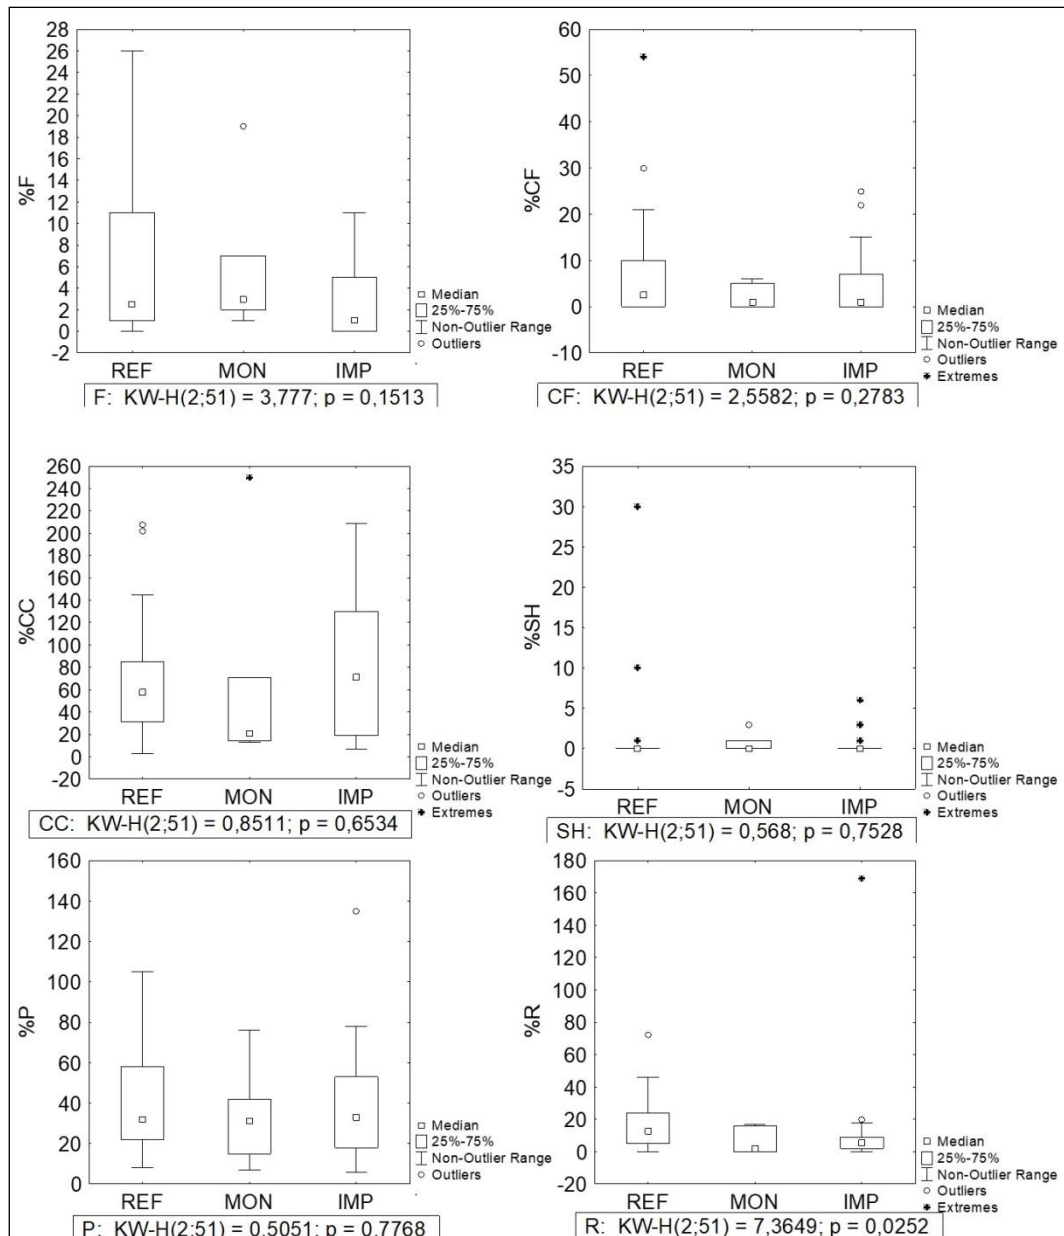 28
26
24
22
20
18
16
14
12
10
8
6
4
2
0
-2
%F
REF MON IMP
Median
25%-75%
Non-Outlier Range
Outliers
F: KW-H(2;51) = 3,777; p = 0,1513
60
50
40
30
20
10
0
-10
%CF
REF MON IMP
Median
25%-75%
Non-Outlier Range
Outliers
Extremes
CF: KW-H(2;51) = 2,5582; p = 0,2783
260
240
220
200
180
160
140
120
100
80
60
40
20
0
-20
%CC
REF MON IMP
Median
25%-75%
Non-Outlier Range
Outliers
Extremes
CC: KW-H(2;51) = 0,8511; p = 0,6534
35
30
25
20
15
10
5
0
-5
%SH
REF MON IMP
Median
25%-75%
Non-Outlier Range
Outliers
Extremes
SH: KW-H(2;51) = 0,568; p = 0,7528
160
140
120
100
80
60
40
20
0
%P
REF MON IMP
Median
25%-75%
Non-Outlier Range
Outliers
P: KW-H(2;51) = 0,5051; p = 0,7768
180
160
140
120
100
80
60
40
20
0
-20
%R
REF MON IMP
Median
25%-75%
Non-Outlier Range
Outliers
Extremes
R: KW-H(2;51) = 7,3649; p = 0,0252